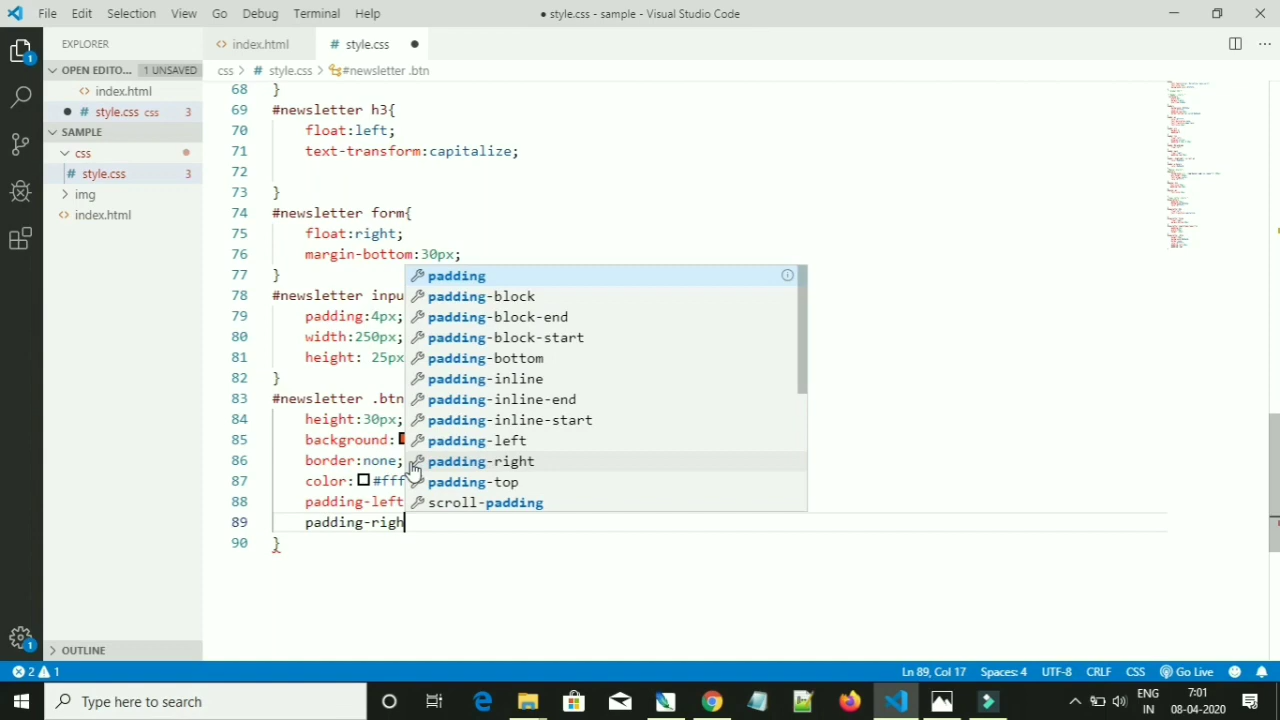 File Edit Selection View Go Debug Terminal Help
● style.css - sample - Visual Studio Code
EXPLORER
index.html
# style.css
OPEN EDITO... 1 UNSAVED
css > # style.css > #newsletter .btn
index.html
# style.css css 3
SAMPLE
css
# style.css 3
img
index.html
OUTLINE
68 }
69 #newsletter h3{
70 float:left;
71 text-transform:capitalize;
72
73 }
74 #newsletter form{
75 float:right;
76 margin-bottom:30px;
77 }
78 #newsletter inpu
79 padding:4px;
80 width:250px;
81 height: 25px
82 }
83 #newsletter .btn
84 height:30px;
85 background:
86 border:none;
87 color: #fff
88 padding-left
89 padding-righ
90 }
padding
padding-block
padding-block-end
padding-block-start
padding-bottom
padding-inline
padding-inline-end
padding-inline-start
padding-left
padding-right
padding-top
scroll-padding
2 1
Ln 89, Col 17 Spaces: 4 UTF-8 CRLF CSS Go Live
Type here to search
ENG
IN
7:01
08-04-2020